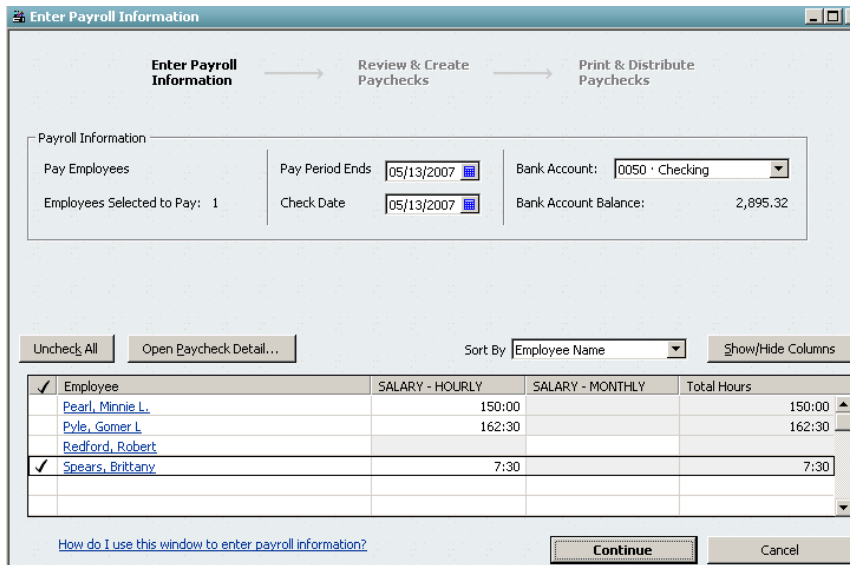 Enter Payroll Information
Enter Payroll Information
Review & Create Paychecks
Print & Distribute Paychecks
Payroll Information
Pay Employees
Pay Period Ends 05/13/2007
Bank Account: 0050 · Checking
Employees Selected to Pay: 1
Check Date 05/13/2007
Bank Account Balance: 2,895.32
Uncheck All
Open Paycheck Detail...
Sort By Employee Name
Show/Hide Columns
✓ Employee SALARY - HOURLY SALARY - MONTHLY Total Hours
Pearl, Minnie L. 150:00 150:00
Pyle, Gomer L 162:30 162:30
Redford, Robert
✓ Spears, Brittany 7:30 7:30
How do I use this window to enter payroll information?
Continue
Cancel